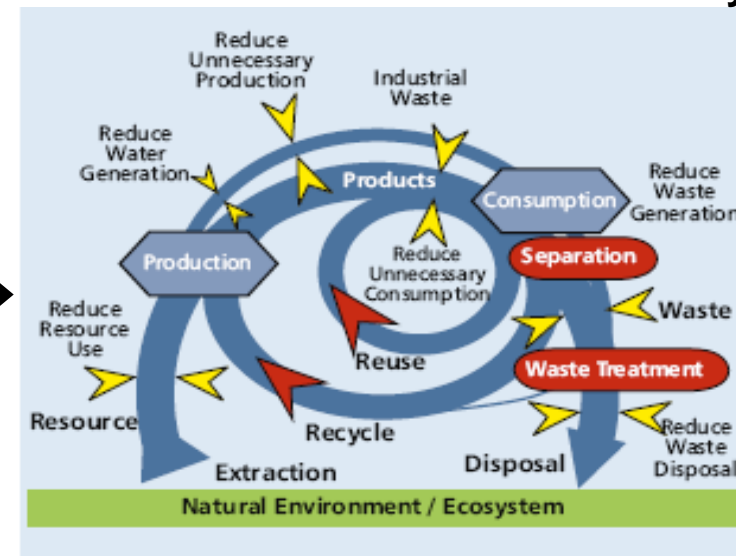 Reduce
Unnecessary
Production
Industrial
Waste
Reduce
Water
Generation
Products
Consumption
Reduce
Waste
Generation
Production
Reduce
Unnecessary
Consumption
Separation
Reduce
Resource
Use
Waste
Reuse
Waste Treatment
Resource
Recycle
Reduce
Waste
Disposal
Extraction
Disposal
Natural Environment / Ecosystem